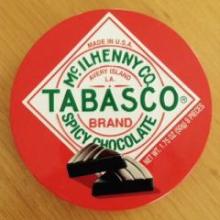 MADE IN U.S.A.
McILHENNY CO.
AVERY ISLAND
LA.
TABASCO®
BRAND
SPICY CHOCOLATE
NET WT. 1.75 OZ (50g) 8 PIECES